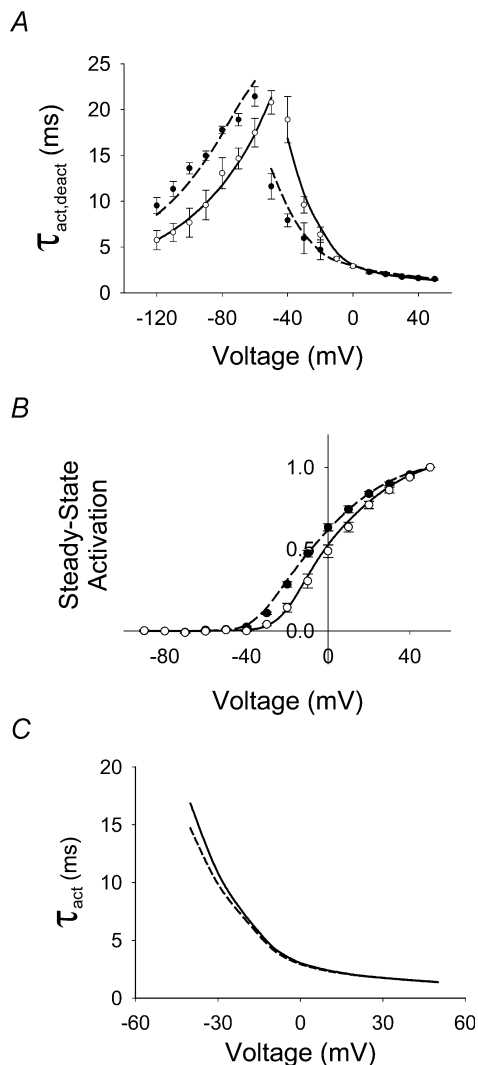 A
25
20
15
10
5
0
τact,deact (ms)
-120 -80 -40 0 40
Voltage (mV)
B
Steady-State
Activation
1.0
0.5
0.0
-80 -40 0 40
Voltage (mV)
C
20
15
10
5
0
τact (ms)
-60 -30 0 30 60
Voltage (mV)